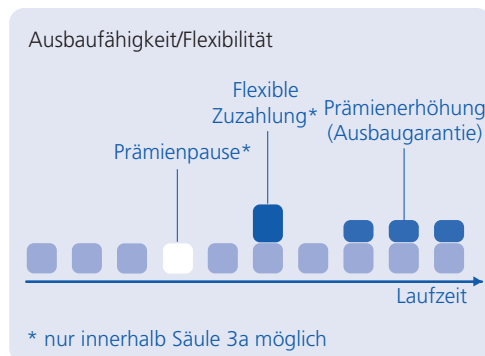 Ausbaufähigkeit/Flexibilität
Flexible
Zuzahlung*
Prämienerhöhung
(Ausbaugarantie)
Prämienpause*
Laufzeit
* nur innerhalb Säule 3a möglich